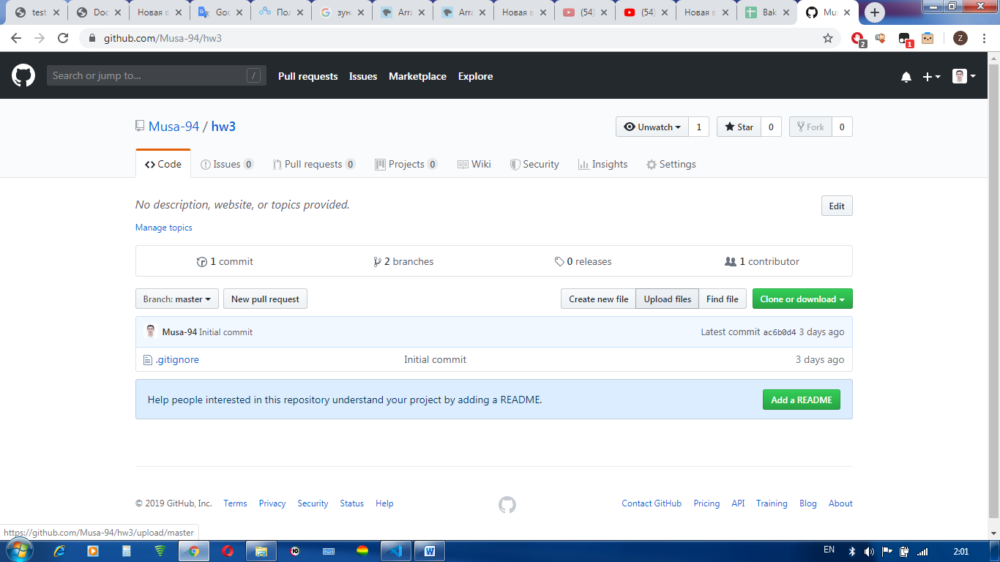 test
Doc
Новая в
Goo
Пол
зуна
Arra
Arra
Новая в
(54)
(54)
Новая в
Bak
Mus
github.com/Musa-94/hw3
2
1
Z
Search or jump to...
/
Pull requests
Issues
Marketplace
Explore
Musa-94 / hw3
Unwatch
1
Star
0
Fork
0
Code
Issues 0
Pull requests 0
Projects 0
Wiki
Security
Insights
Settings
No description, website, or topics provided.
Edit
Manage topics
1 commit
2 branches
0 releases
1 contributor
Branch: master
New pull request
Create new file
Upload files
Find file
Clone or download
Musa-94 Initial commit
Latest commit ac6b0d4 3 days ago
.gitignore
Initial commit
3 days ago
Help people interested in this repository understand your project by adding a README.
Add a README
© 2019 GitHub, Inc.
Terms
Privacy
Security
Status
Help
Contact GitHub
Pricing
API
Training
Blog
About
https://github.com/Musa-94/hw3/upload/master
EN
2:01